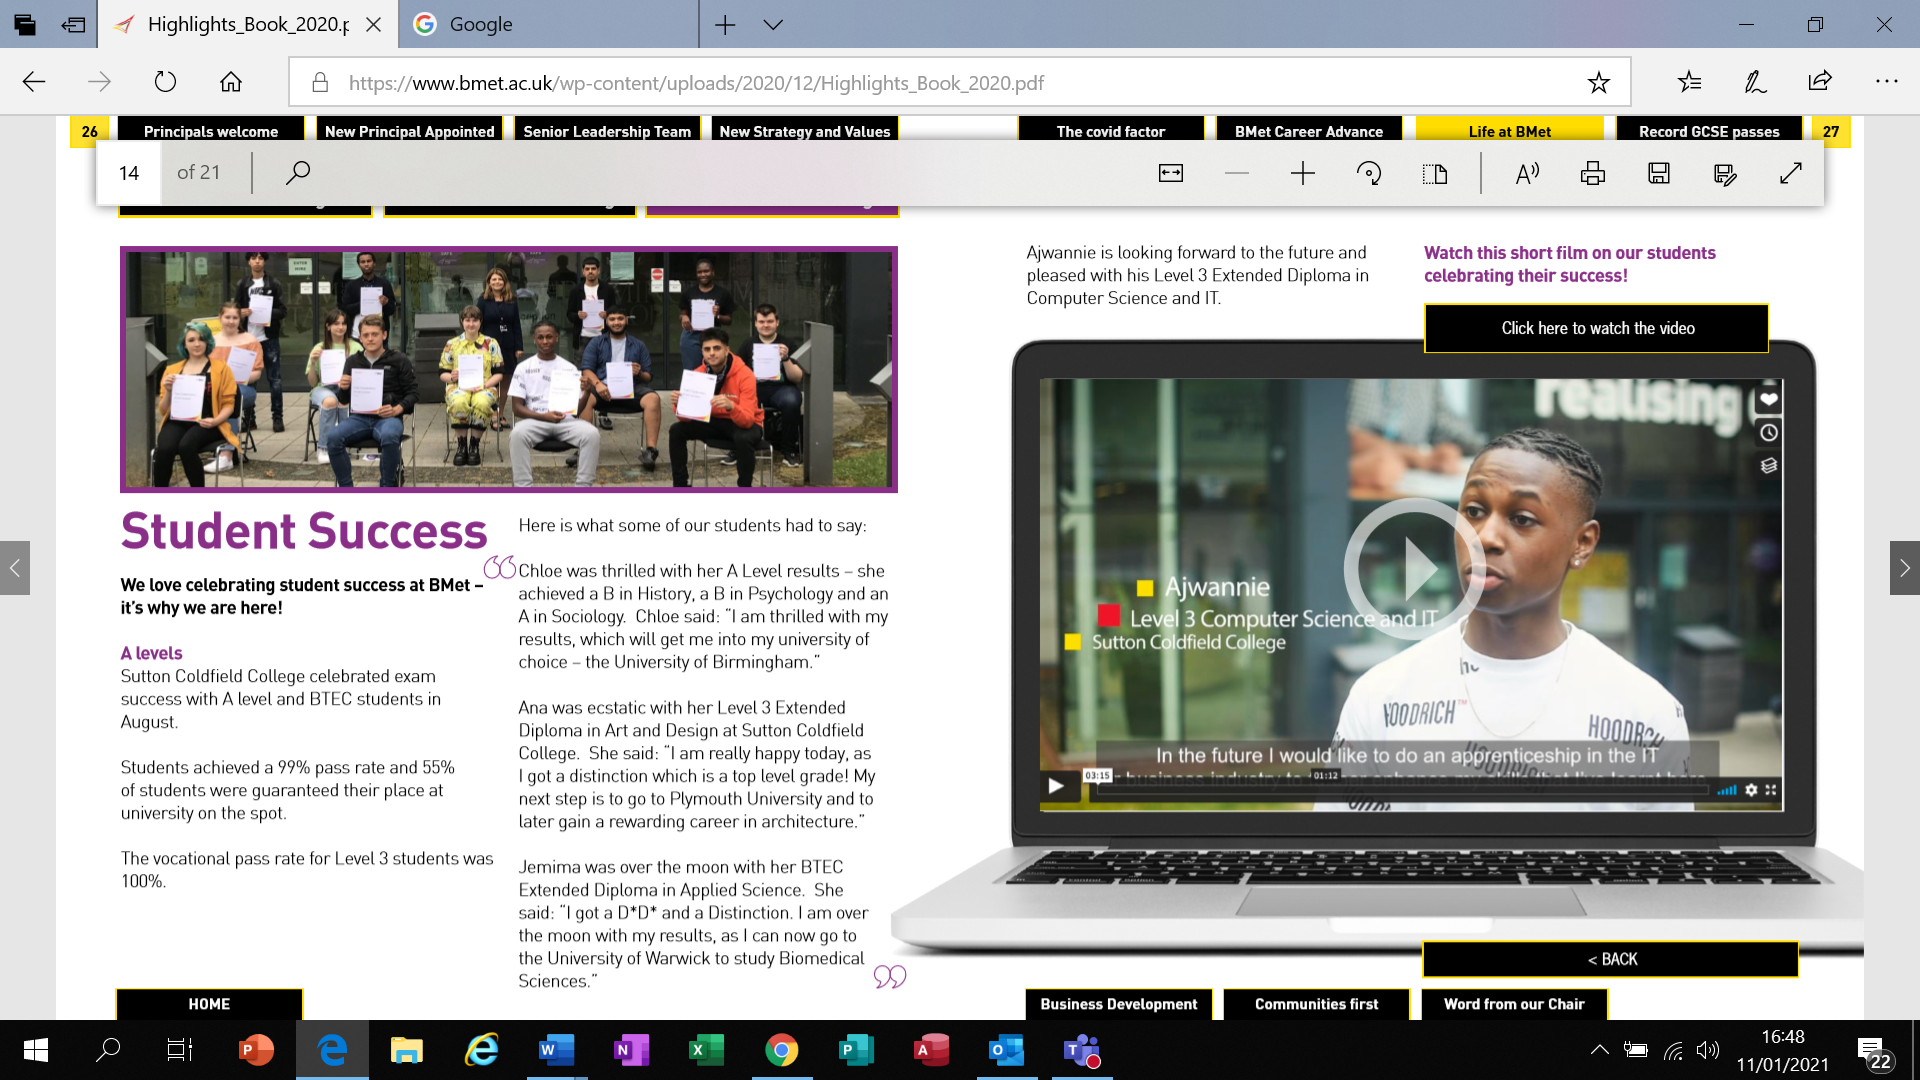 Highlights_Book_2020.p
Google
https://www.bmet.ac.uk/wp-content/uploads/2020/12/Highlights_Book_2020.pdf
26
Principals welcome
New Principal Appointed
Senior Leadership Team
New Strategy and Values
The covid factor
BMet Career Advance
Life at BMet
Record GCSE passes
27
14
of 21
Student Success
We love celebrating student success at BMet –
it's why we are here!
A levels
Sutton Coldfield College celebrated exam
success with A level and BTEC students in
August.
Students achieved a 99% pass rate and 55%
of students were guaranteed their place at
university on the spot.
The vocational pass rate for Level 3 students was
100%.
Here is what some of our students had to say:
Chloe was thrilled with her A Level results – she
achieved a B in History, a B in Psychology and an
A in Sociology.  Chloe said: “I am thrilled with my
results, which will get me into my university of
choice – the University of Birmingham.”
Ana was ecstatic with her Level 3 Extended
Diploma in Art and Design at Sutton Coldfield
College.  She said: “I am really happy today, as
I got a distinction which is a top level grade! My
next step is to go to Plymouth University and to
later gain a rewarding career in architecture.”
Jemima was over the moon with her BTEC
Extended Diploma in Applied Science.  She
said: “I got a D*D* and a Distinction. I am over
the moon with my results, as I can now go to
the University of Warwick to study Biomedical
Sciences.”
Ajwannie is looking forward to the future and
pleased with his Level 3 Extended Diploma in
Computer Science and IT.
Watch this short film on our students
celebrating their success!
Click here to watch the video
realising
Ajwannie
Level 3 Computer Science and IT
Sutton Coldfield College
HOODRICH™
HOODRICH
In the future I would like to do an apprenticeship in the IT
03:15
01:12
< BACK
HOME
Business Development
Communities first
Word from our Chair
16:48
11/01/2021
22